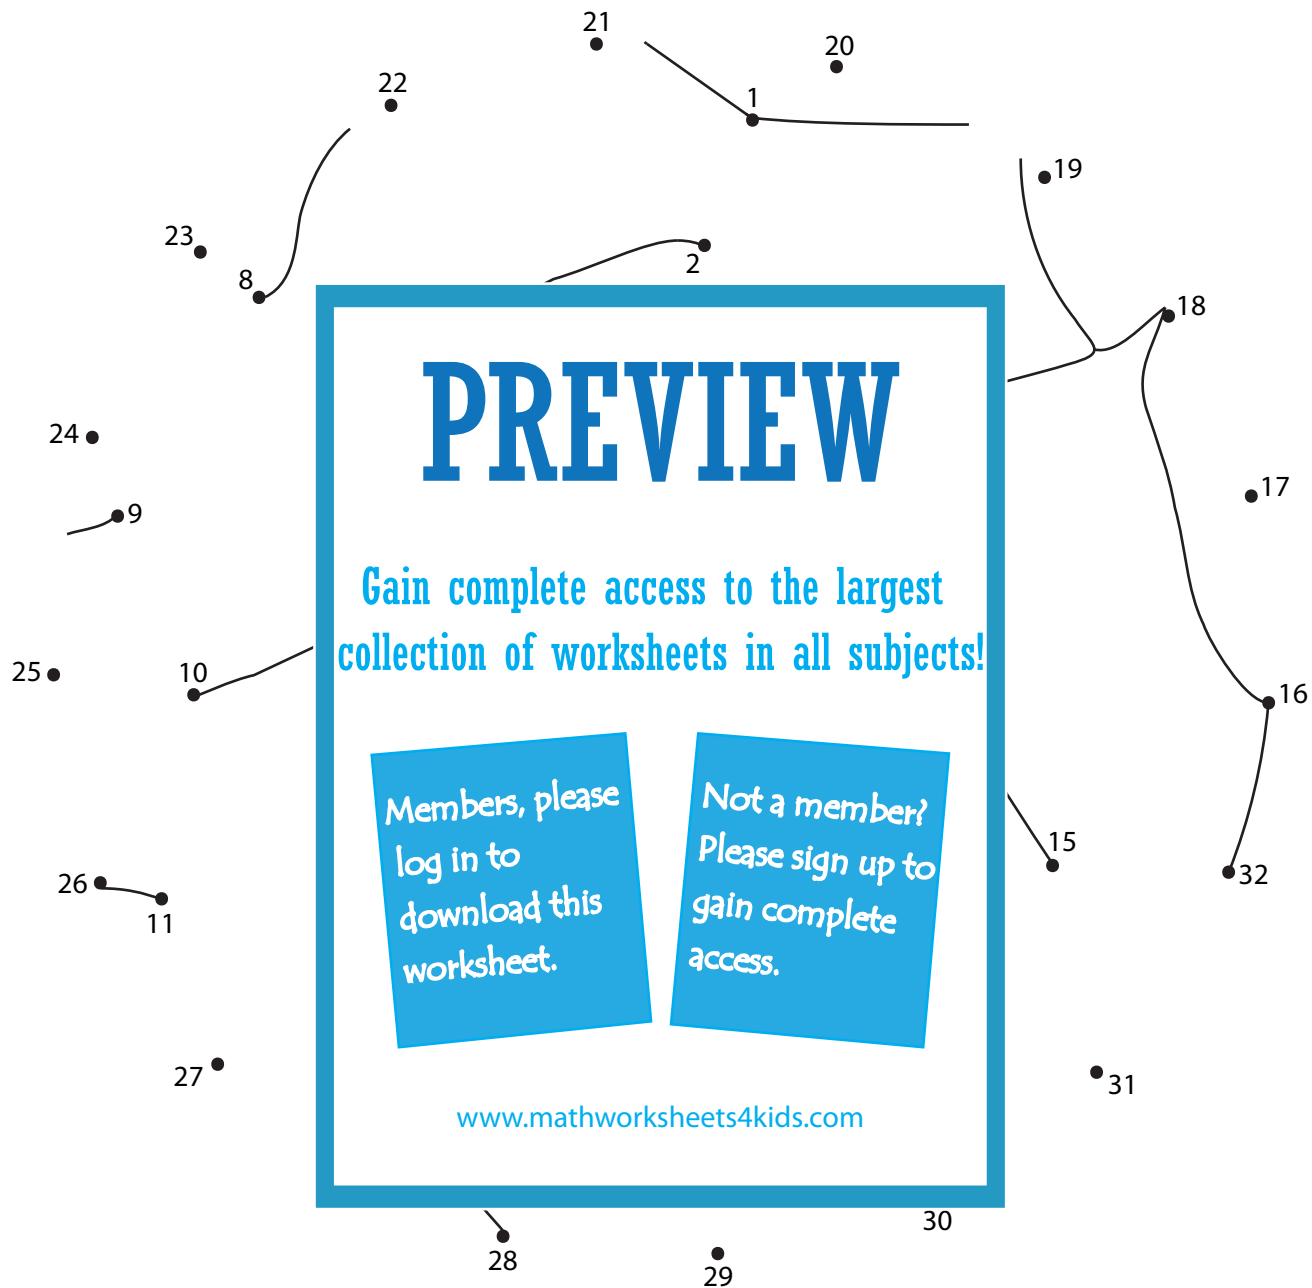 21
20
22
1
19
23
2
8
18
PREVIEW
24
17
9
Gain complete access to the largest
collection of worksheets in all subjects!
25
10
16
Members, please
log in to
download this
worksheet.
Not a member?
Please sign up to
gain complete
access.
15
32
26
11
27
31
www.mathworksheets4kids.com
30
28
29